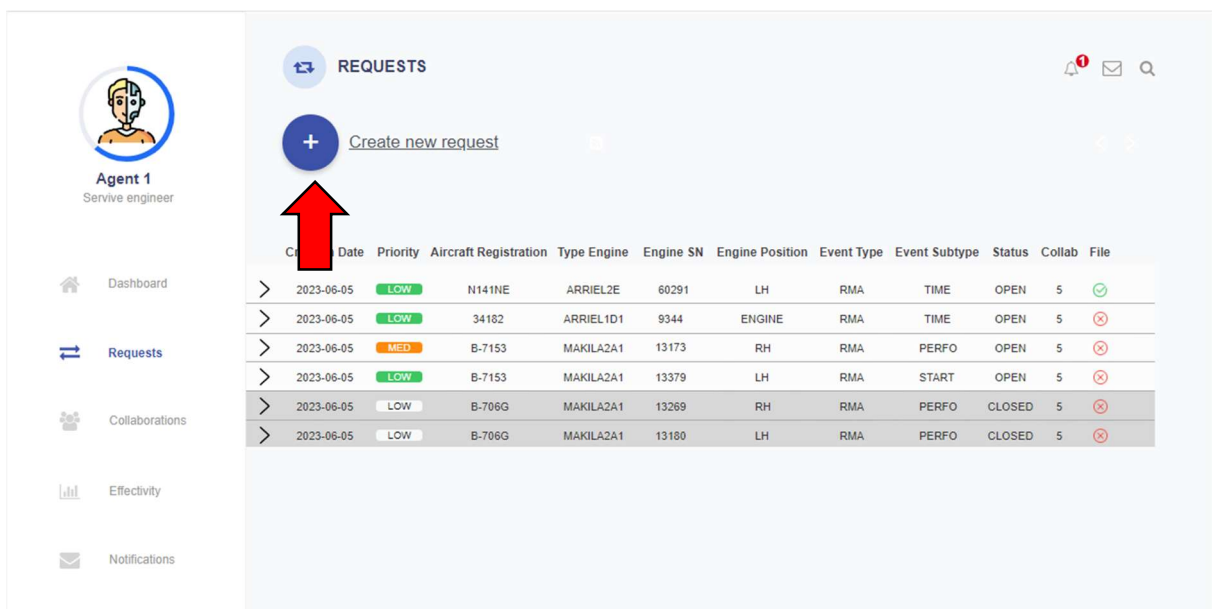 REQUESTS
1
Create new request
Agent 1
Servive engineer
Date Priority Aircraft Registration Type Engine Engine SN Engine Position Event Type Event Subtype Status Collab File
Dashboard
2023-06-05 LOW N141NE ARRIEL2E 60291 LH RMA TIME OPEN 5
2023-06-05 LOW 34182 ARRIEL1D1 9344 ENGINE RMA TIME OPEN 5
Requests
2023-06-05 MED B-7153 MAKILA2A1 13173 RH RMA PERFO OPEN 5
2023-06-05 LOW B-7153 MAKILA2A1 13379 LH RMA START OPEN 5
Collaborations
2023-06-05 LOW B-706G MAKILA2A1 13269 RH RMA PERFO CLOSED 5
2023-06-05 LOW B-706G MAKILA2A1 13180 LH RMA PERFO CLOSED 5
Effectivity
Notifications